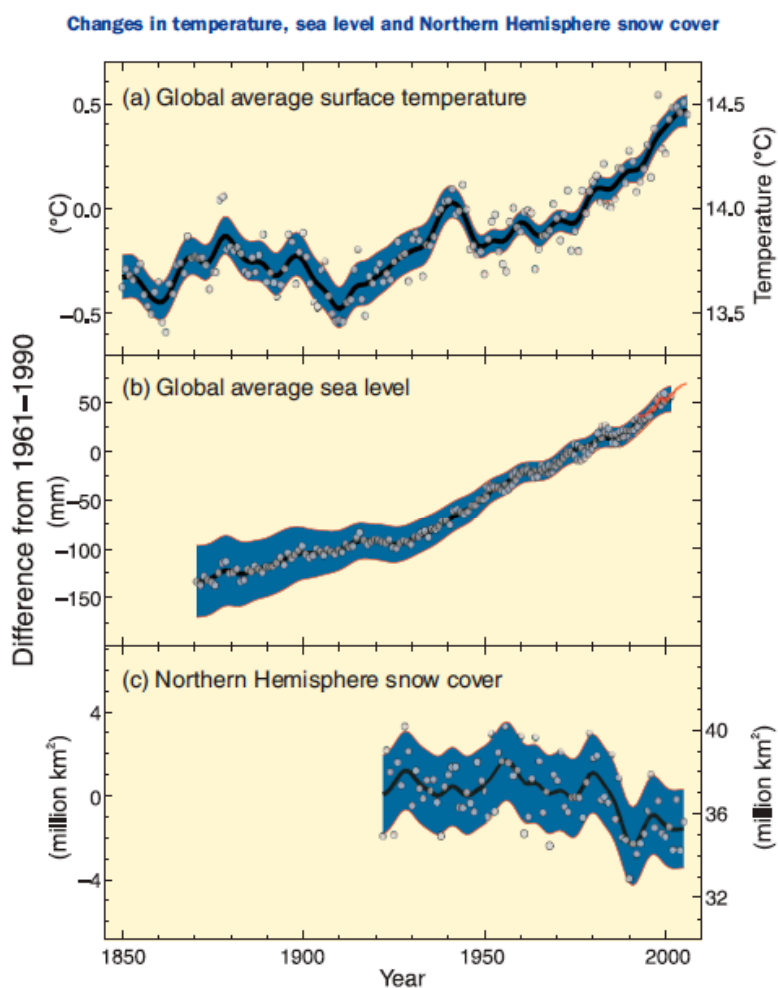 Changes in temperature, sea level and Northern Hemisphere snow cover
(a) Global average surface temperature
0.5
0.0
−0.5
(°C)
14.5
14.0
13.5
Temperature (°C)
Difference from 1961–1990
(b) Global average sea level
50
0
−50
−100
−150
(mm)
(c) Northern Hemisphere snow cover
4
0
−4
(million km²)
40
36
32
(million km²)
1850 1900 1950 2000
Year